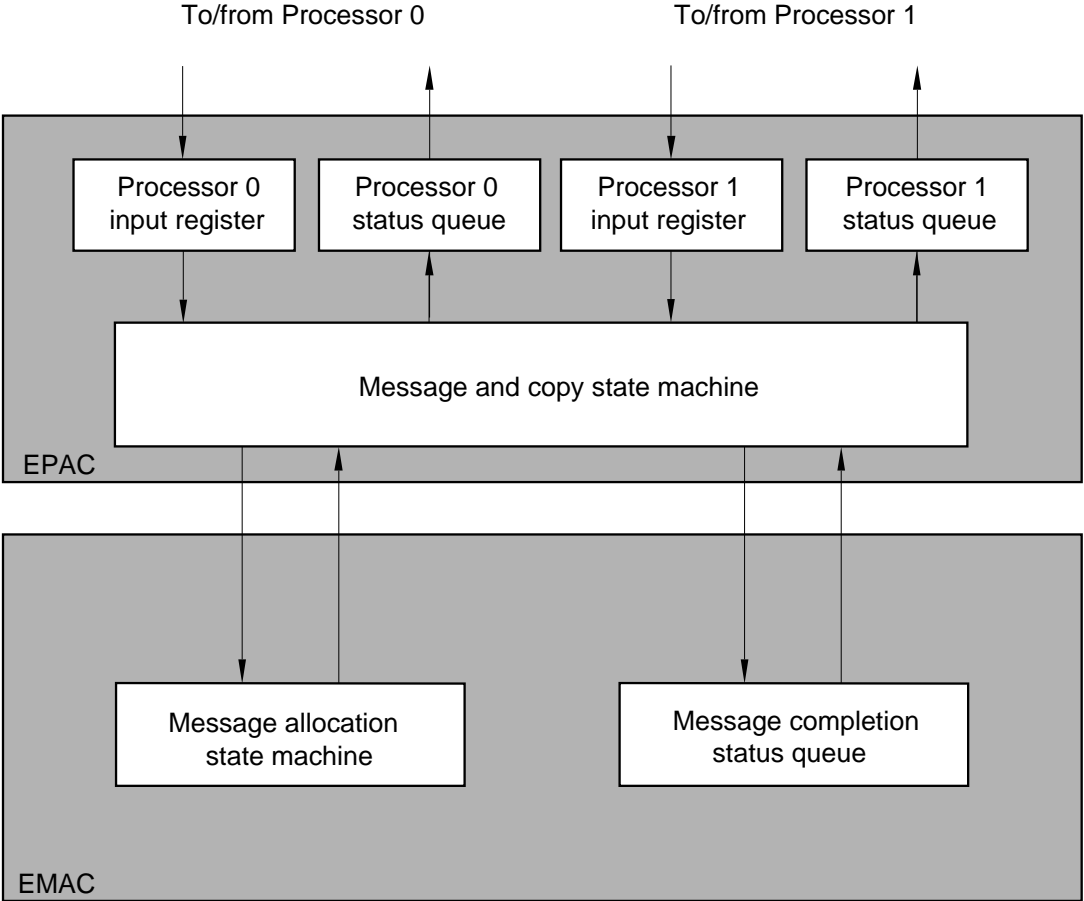 To/from Processor 0
To/from Processor 1
Processor 0
input register
Processor 0
status queue
Processor 1
input register
Processor 1
status queue
Message and copy state machine
EPAC
Message allocation
state machine
Message completion
status queue
EMAC